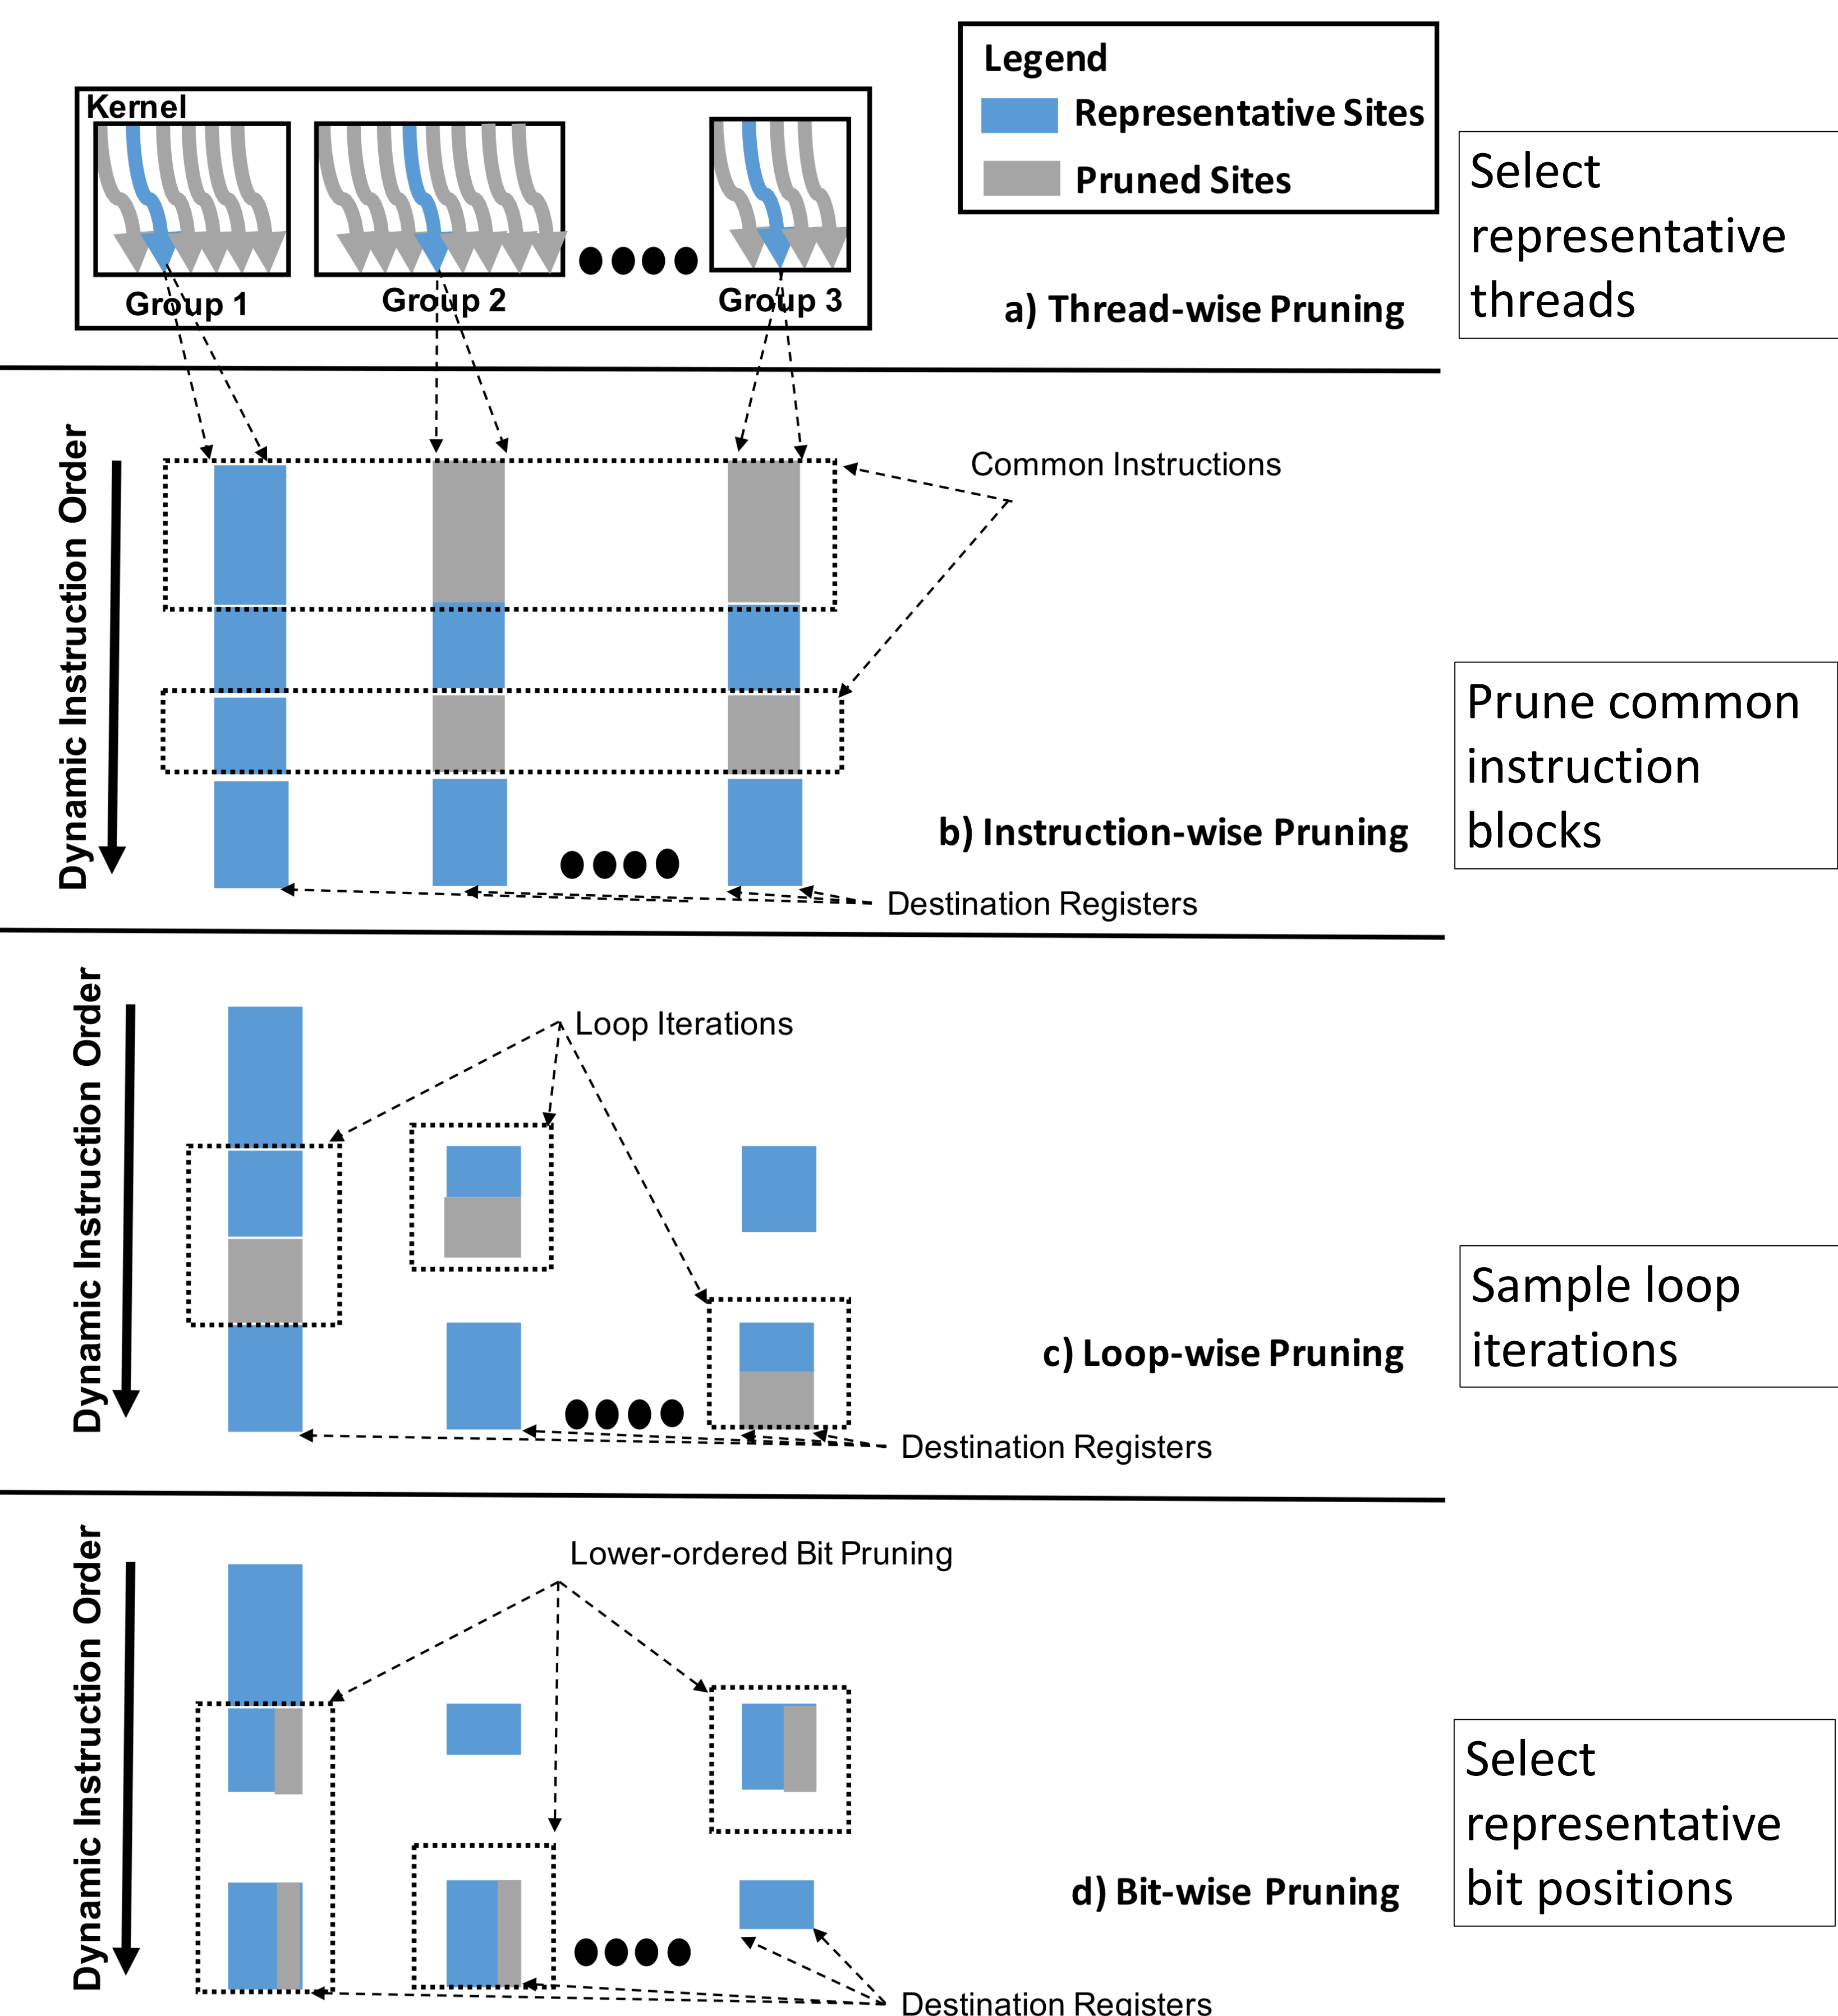 Legend
Representative Sites
Pruned Sites
Kernel
Group 1
Group 2
Group 3
a) Thread-wise Pruning
Select
representative
threads
Dynamic Instruction Order
Common Instructions
b) Instruction-wise Pruning
Destination Registers
Prune common
instruction
blocks
Dynamic Instruction Order
Loop Iterations
c) Loop-wise Pruning
Destination Registers
Sample loop
iterations
Dynamic Instruction Order
Lower-ordered Bit Pruning
d) Bit-wise Pruning
Destination Registers
Select
representative
bit positions